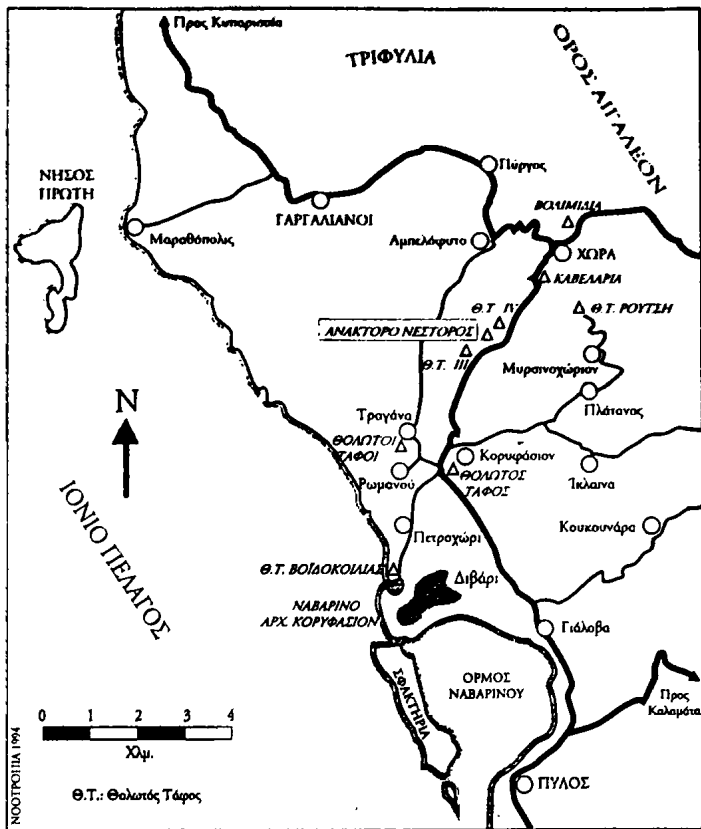 Προς Κυπαρισσία
ΤΡΙΦΥΛΙΑ
ΟΡΟΣ ΑΙΓΑΛΕΟΝ
ΝΗΣΟΣ
ΠΡΩΤΗ
Πύργος
ΓΑΡΓΑΛΙΑΝΟΙ
ΒΟΛΙΜΙΔΙΑ
Μαραθόπολις
Αμπελόφυτο
ΧΩΡΑ
ΚΑΒΕΛΑΡΙΑ
Θ.Τ. IV
Θ.Τ. ΡΟΥΤΣΗ
ΑΝΑΚΤΟΡΟ ΝΕΣΤΟΡΟΣ
Θ.Τ. III
Μυρσινοχώριον
Πλάτανος
N
Τραγάνα
ΘΟΛΩΤΟΙ
ΤΑΦΟΙ
Κορυφάσιον
ΘΟΛΩΤΟΣ
ΤΑΦΟΣ
Ρωμανού
Ίκλαινα
ΙΟΝΙΟ ΠΕΛΑΓΟΣ
Πετροχώρι
Κουκουνάρα
Θ.Τ. ΒΟΪΔΟΚΟΙΛΙΑΣ
Διβάρι
ΝΑΒΑΡΙΝΟ
ΑΡΧ. ΚΟΡΥΦΑΣΙΟΝ
Γιάλοβα
ΣΦΑΚΤΗΡΙΑ
ΟΡΜΟΣ
ΝΑΒΑΡΙΝΟΥ
Προς
Καλαμάτα
0 1 2 3 4
Χλμ.
Θ.Τ.: Θολωτός Τάφος
ΠΥΛΟΣ
ΝΟΟΤΡΟΠΙΑ 1994